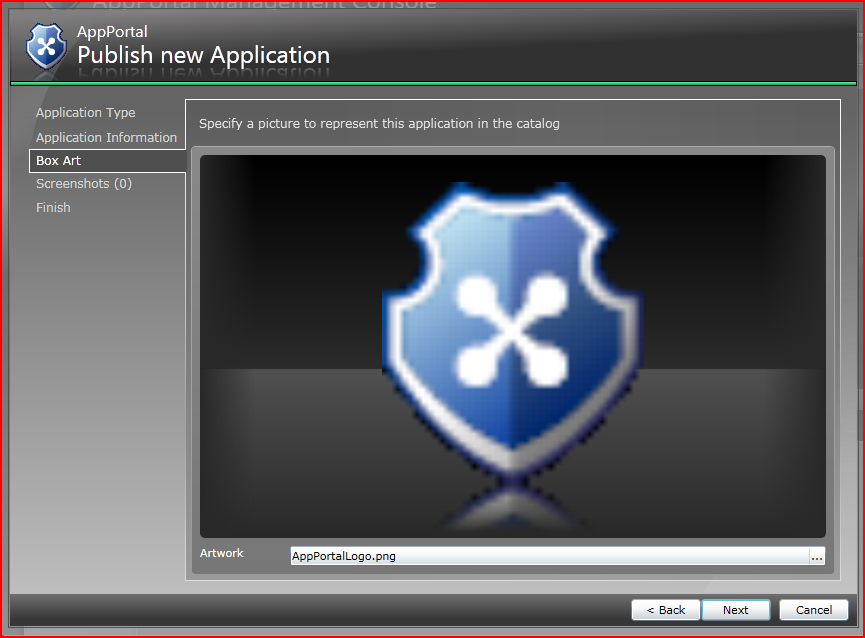 AppPortal Management Console
AppPortal
Publish new Application
Application Type
Application Information
Box Art
Screenshots (0)
Finish
Specify a picture to represent this application in the catalog
Artwork
AppPortalLogo.png
...
< Back
Next
Cancel